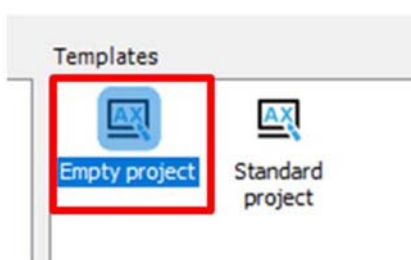 Templates
AX
AX
Empty project
Standard
project